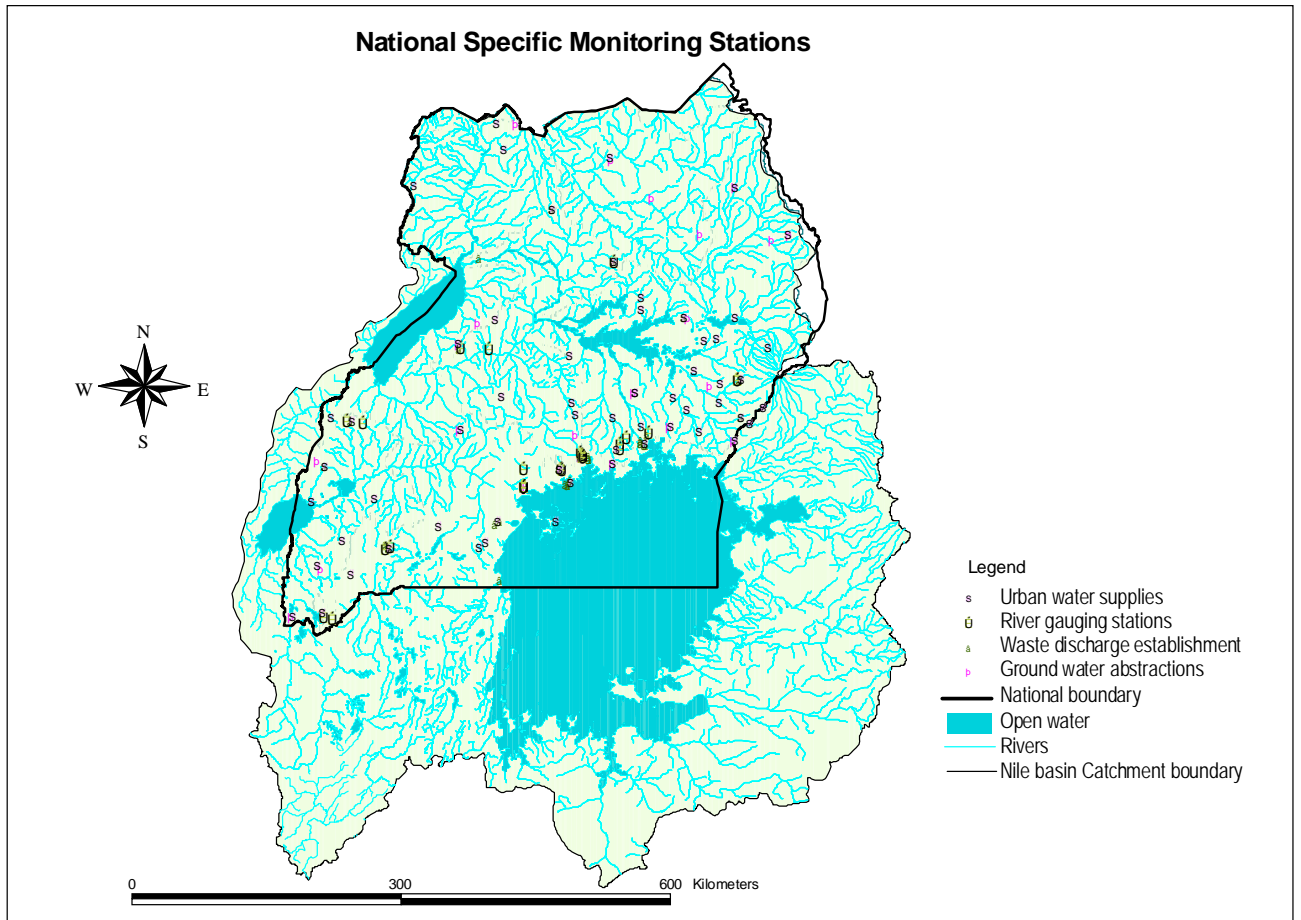 National Specific Monitoring Stations
N
W E
S
Legend
s Urban water supplies
Ú River gauging stations
â Waste discharge establishment
þ Ground water abstractions
National boundary
Open water
Rivers
Nile basin Catchment boundary
0 300 600 Kilometers